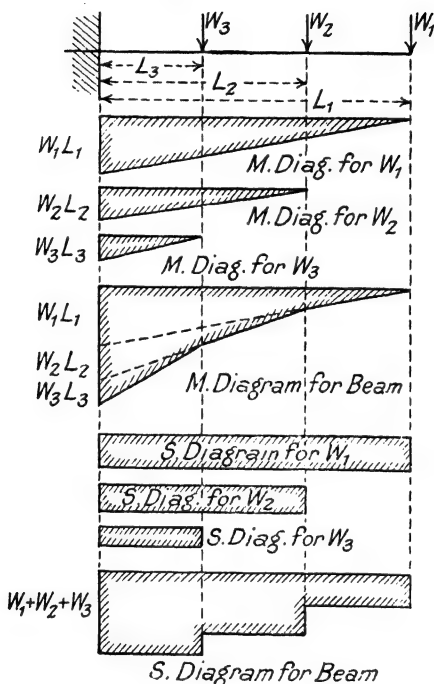 W₃ W₂ W₁
L₃
L₂
L₁
W₁L₁
M. Diag. for W₁
W₂L₂
M. Diag. for W₂
W₃L₃
M. Diag. for W₃
W₁L₁
W₂L₂
W₃L₃
M. Diagram for Beam
S. Diagram for W₁
S. Diag. for W₂
S. Diag. for W₃
W₁+W₂+W₃
S. Diagram for Beam